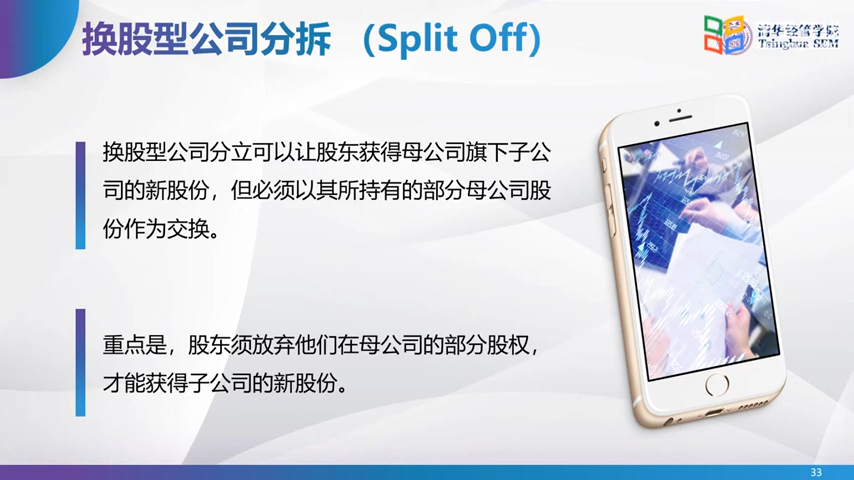 换股型公司分拆 （Split Off）
清华经管学院
Tsinghua SEM
换股型公司分立可以让股东获得母公司旗下子公
司的新股份，但必须以其所持有的部分母公司股
份作为交换。
重点是，股东须放弃他们在母公司的部分股权，
才能获得子公司的新股份。
33